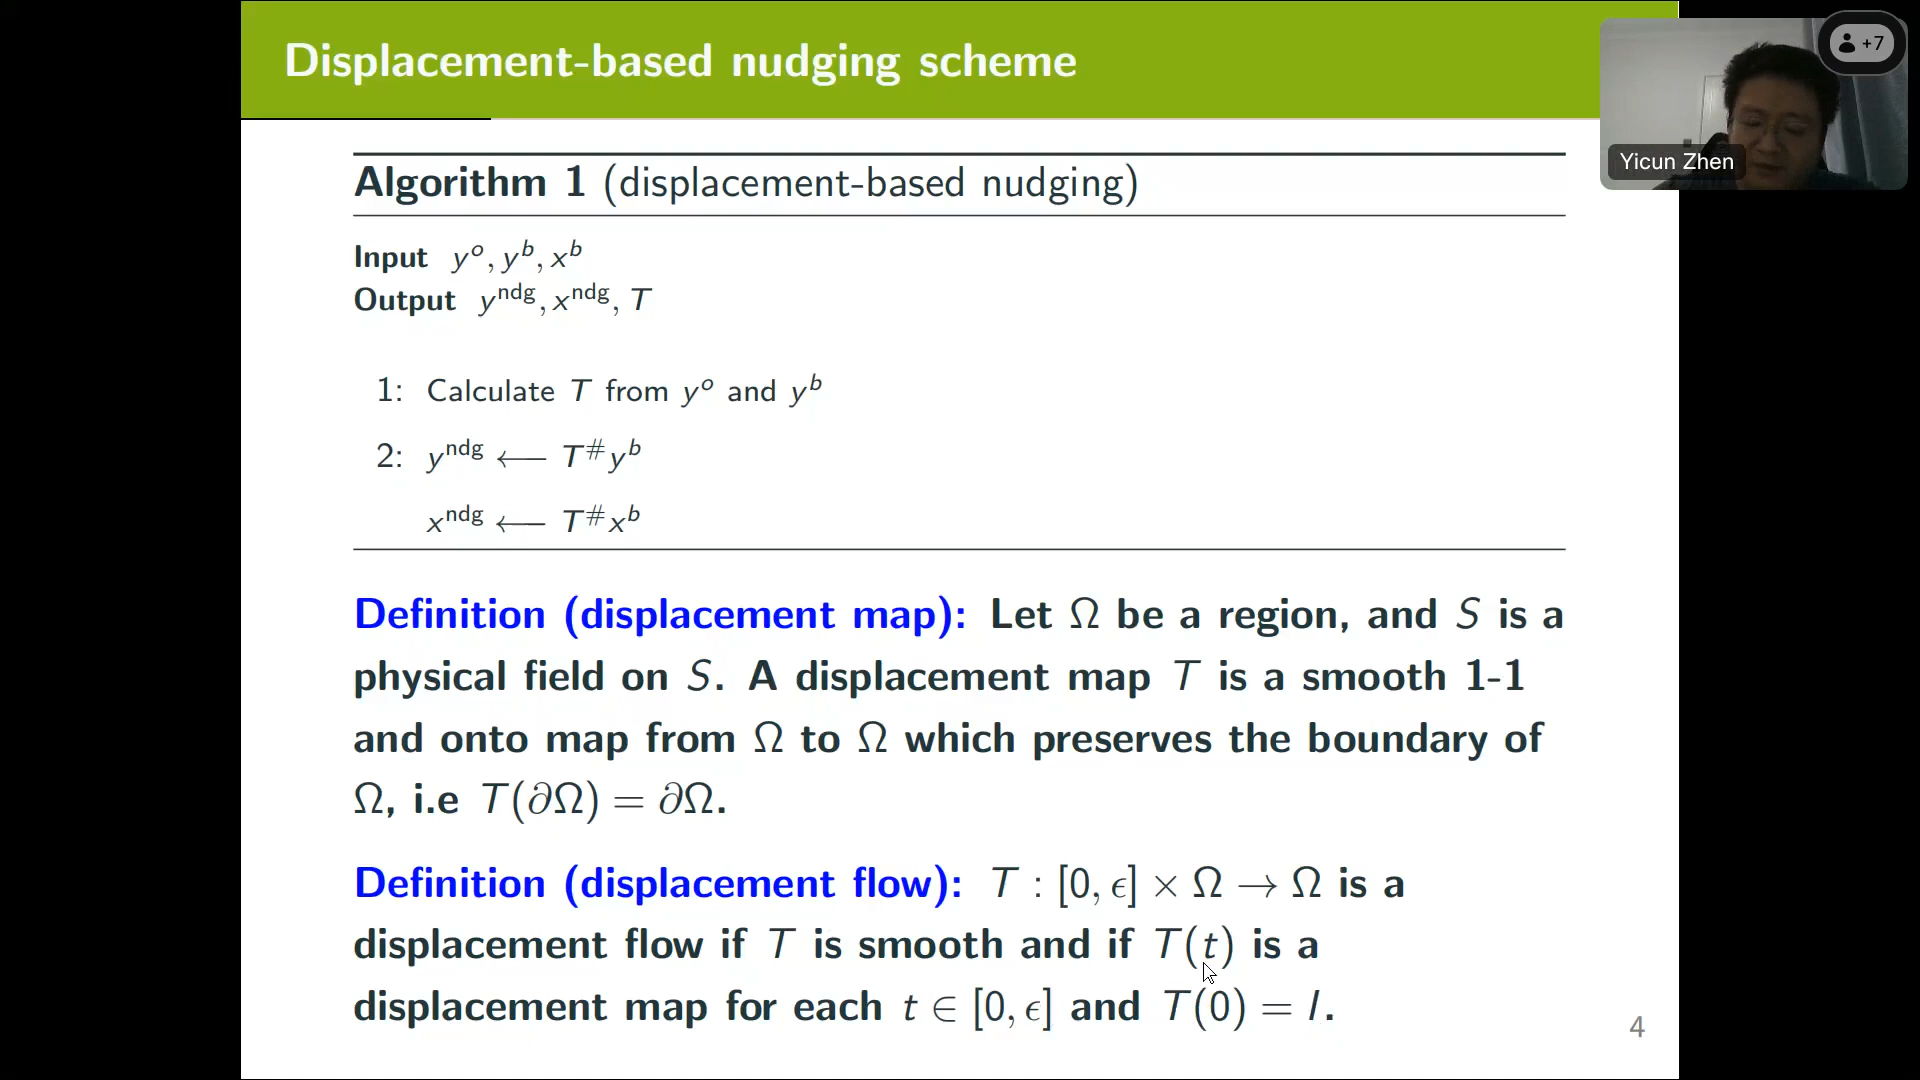 Displacement-based nudging scheme
+7
Yicun Zhen
Algorithm 1 (displacement-based nudging)
Input y^o, y^b, x^b
Output y^ndg, x^ndg, T
1: Calculate T from y^o and y^b
2: y^ndg ⟵ T^# y^b
x^ndg ⟵ T^# x^b
Definition (displacement map): Let Ω be a region, and S is a
physical field on S. A displacement map T is a smooth 1-1
and onto map from Ω to Ω which preserves the boundary of
Ω, i.e T(∂Ω) = ∂Ω.
Definition (displacement flow): T : [0, ϵ] × Ω → Ω is a
displacement flow if T is smooth and if T(t) is a
displacement map for each t ∈ [0, ϵ] and T(0) = I.
4